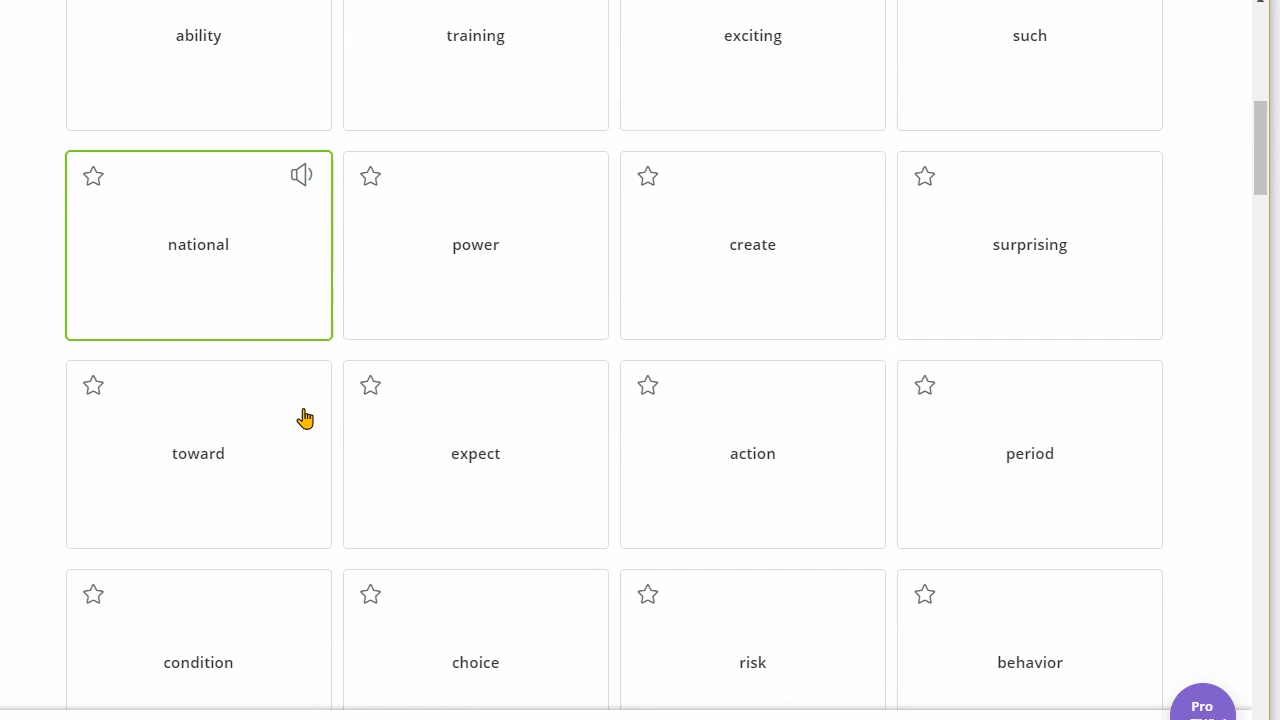 ability training exciting such
national power create surprising
toward expect action period
condition choice risk behavior
Pro